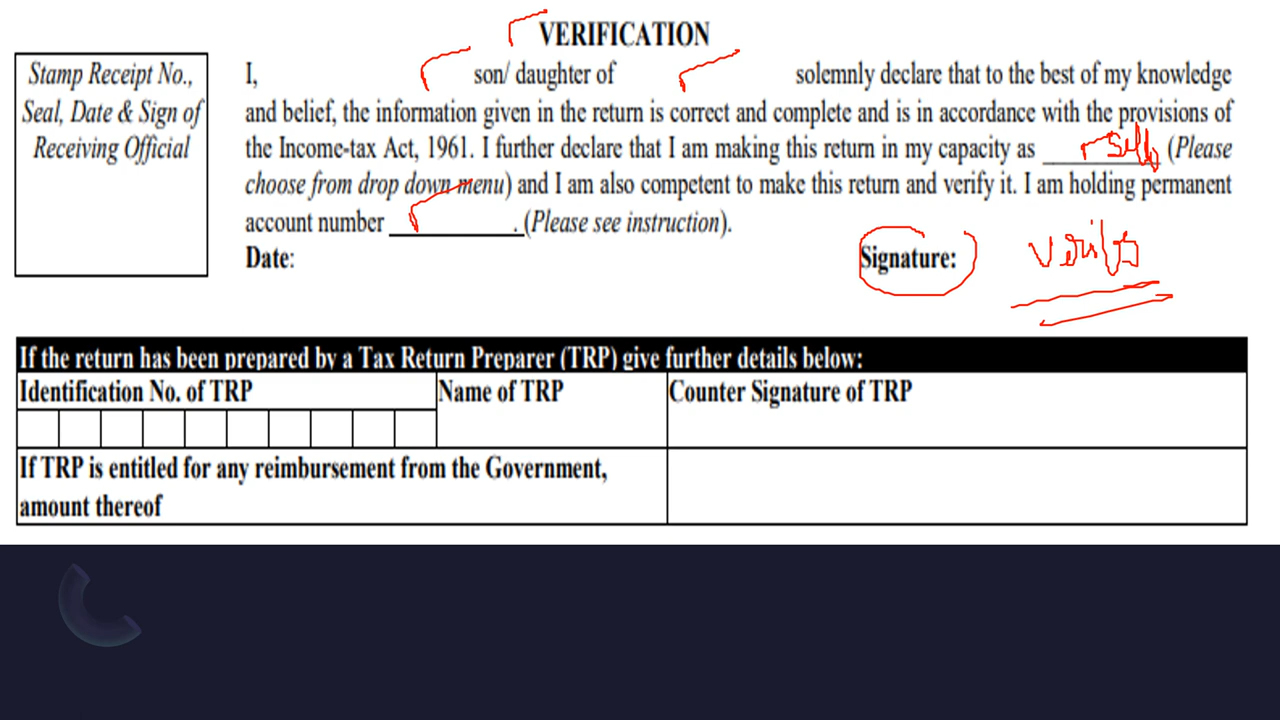 VERIFICATION
Stamp Receipt No.,
Seal, Date & Sign of
Receiving Official
I, son/ daughter of solemnly declare that to the best of my knowledge
and belief, the information given in the return is correct and complete and is in accordance with the provisions of
the Income-tax Act, 1961. I further declare that I am making this return in my capacity as self (Please
choose from drop down menu) and I am also competent to make this return and verify it. I am holding permanent
account number ____________. (Please see instruction).
Date: Signature: verify
If the return has been prepared by a Tax Return Preparer (TRP) give further details below:
Identification No. of TRP Name of TRP Counter Signature of TRP
If TRP is entitled for any reimbursement from the Government,
amount thereof